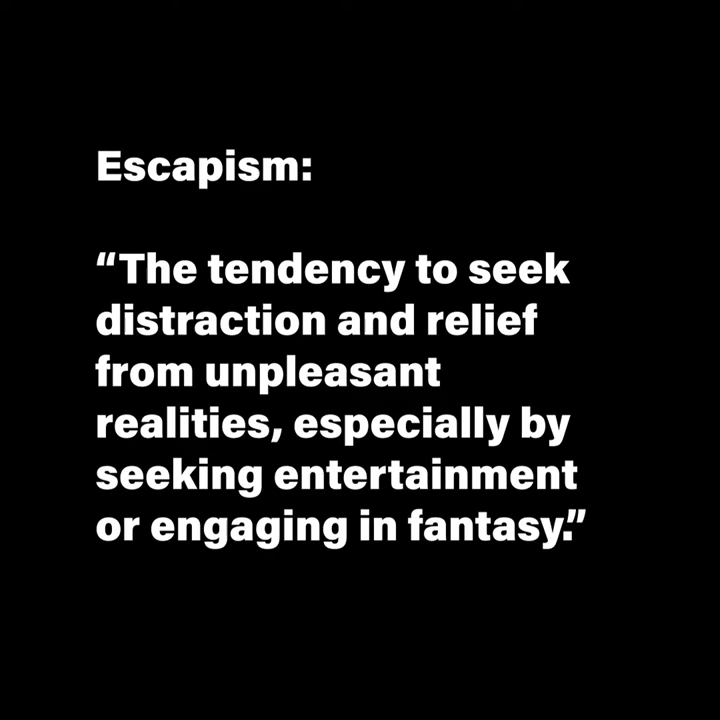 Escapism:
“The tendency to seek
distraction and relief
from unpleasant
realities, especially by
seeking entertainment
or engaging in fantasy.”